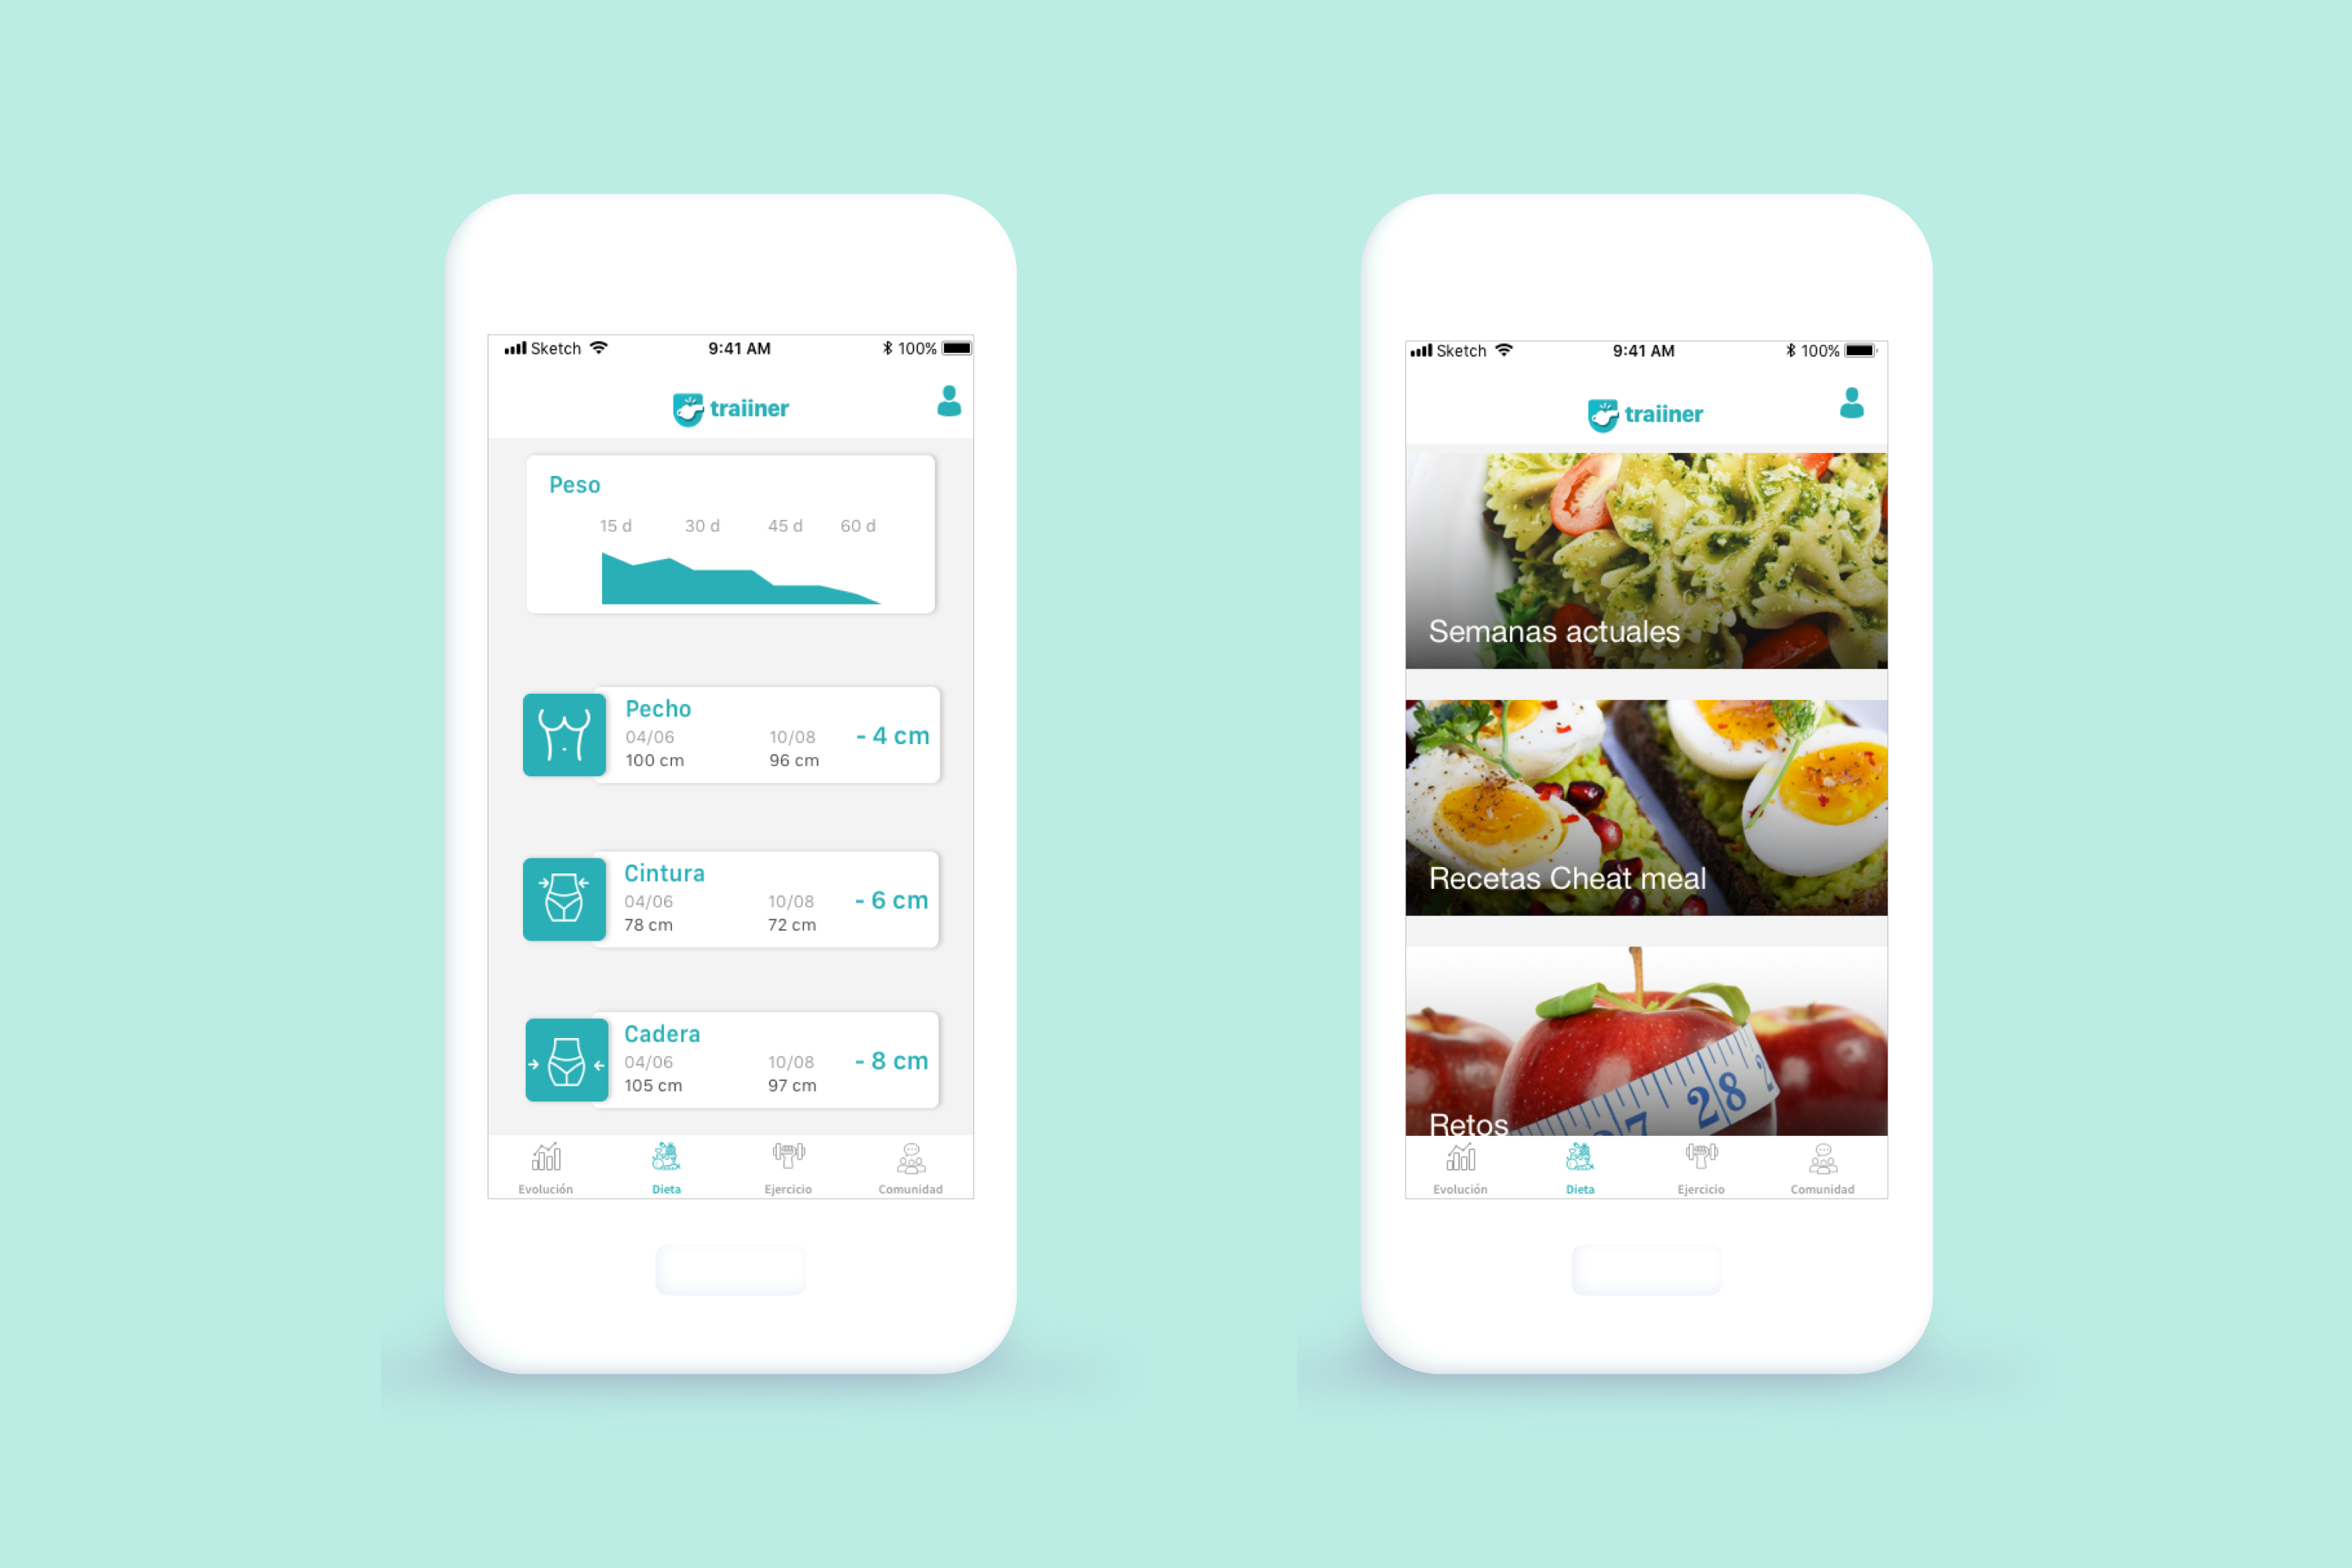 Sketch 9:41 AM 100%
traiiner
Peso
15 d 30 d 45 d 60 d
Pecho
04/06 10/08 - 4 cm
100 cm 96 cm
Cintura
04/06 10/08 - 6 cm
78 cm 72 cm
Cadera
04/06 10/08 - 8 cm
105 cm 97 cm
Evolución Dieta Ejercicio Comunidad
Sketch 9:41 AM 100%
traiiner
Semanas actuales
Recetas Cheat meal
28
Retos
Evolución Dieta Ejercicio Comunidad